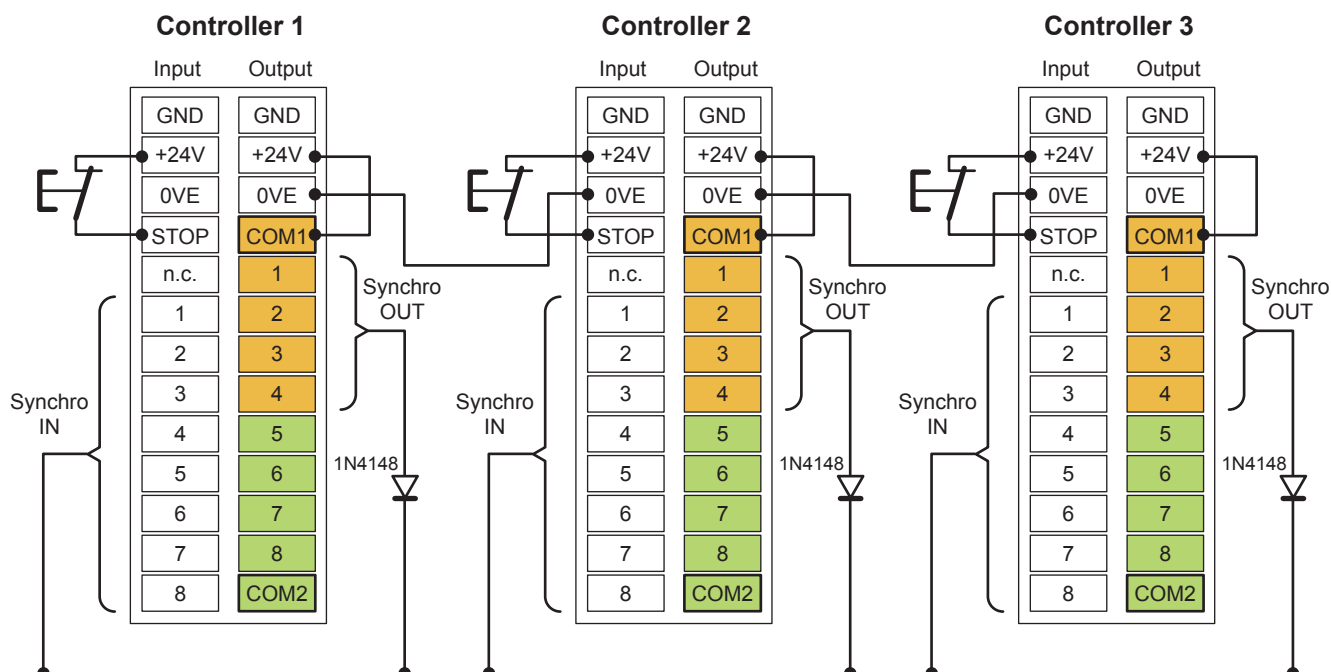 Controller 1
Input Output
GND GND
+24V +24V
0VE 0VE
STOP COM1
n.c. 1
1 2
2 3
3 4
4 5
5 6
6 7
7 8
8 COM2
Synchro
IN
Synchro
OUT
1N4148
Controller 2
Input Output
GND GND
+24V +24V
0VE 0VE
STOP COM1
n.c. 1
1 2
2 3
3 4
4 5
5 6
6 7
7 8
8 COM2
Synchro
IN
Synchro
OUT
1N4148
Controller 3
Input Output
GND GND
+24V +24V
0VE 0VE
STOP COM1
n.c. 1
1 2
2 3
3 4
4 5
5 6
6 7
7 8
8 COM2
Synchro
IN
Synchro
OUT
1N4148